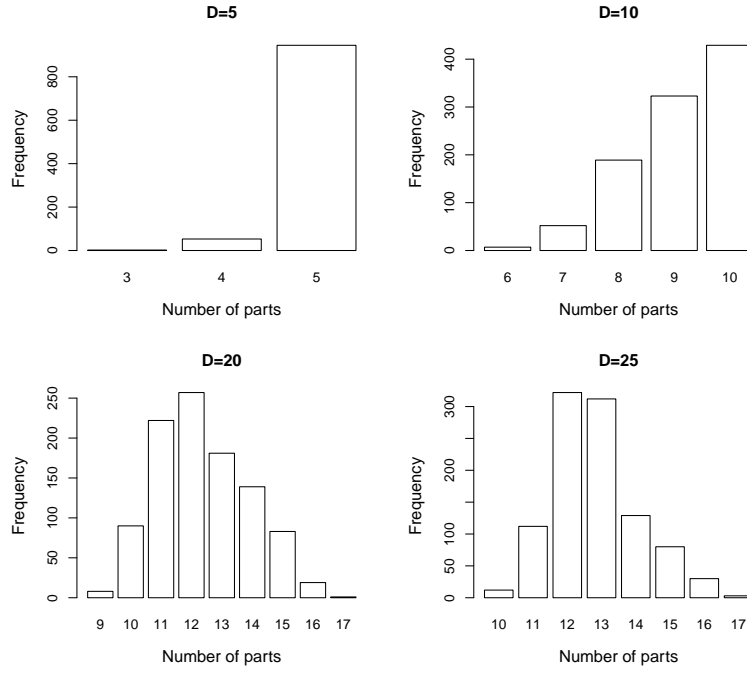 D=5
Frequency
0 200 400 600 800
3 4 5
Number of parts
D=10
Frequency
0 100 200 300 400
6 7 8 9 10
Number of parts
D=20
Frequency
0 50 100 150 200 250
9 10 11 12 13 14 15 16 17
Number of parts
D=25
Frequency
0 50 100 200 300
10 11 12 13 14 15 16 17
Number of parts